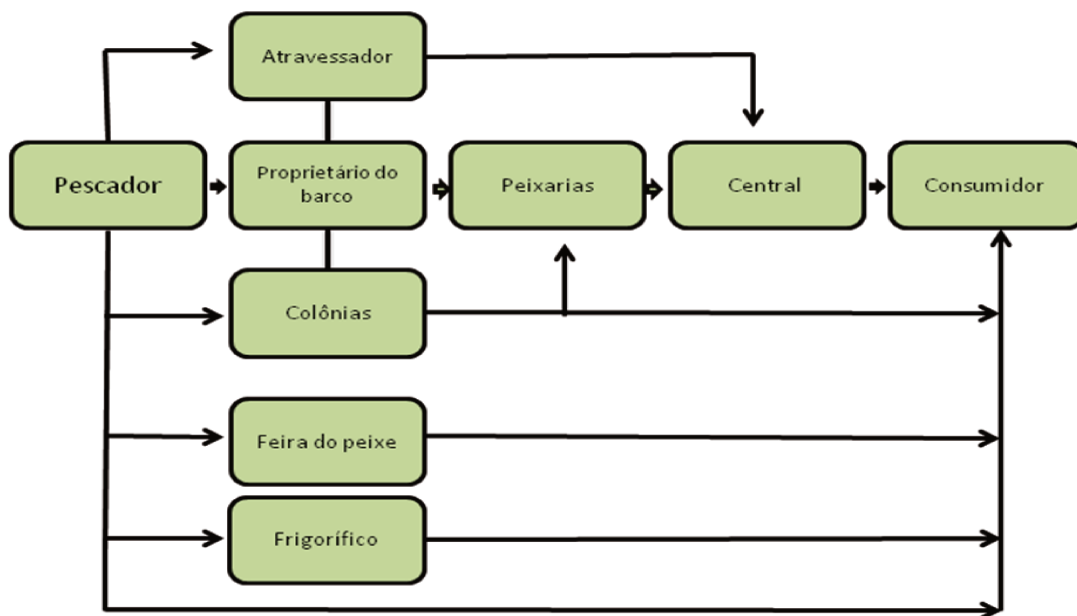 Atravessador
Pescador
Proprietário do
barco
Peixarias
Central
Consumidor
Colônias
Feira do peixe
Frigorífico